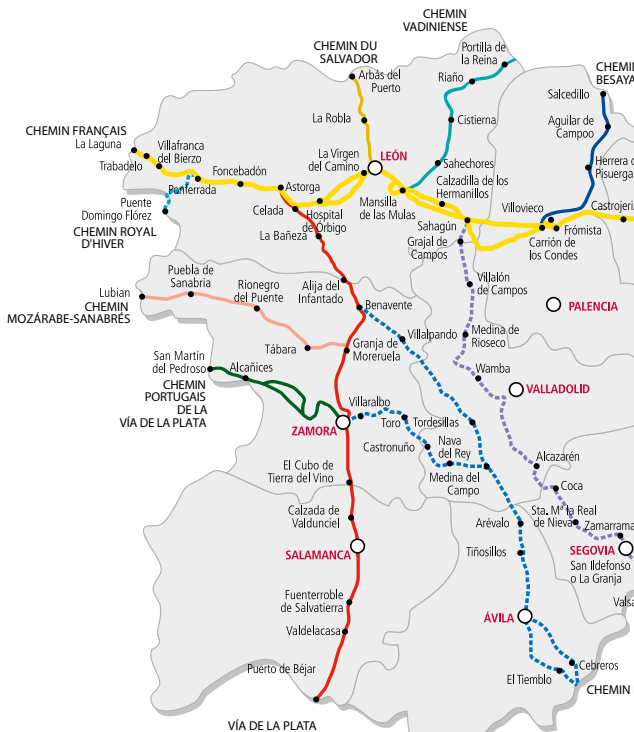 CHEMIN
VADINIENSE
Portilla de
la Reina
CHEMIN DU
SALVADOR
Arbás del
Puerto
Riaño
CHEMIN
BESAYA
Salcedillo
La Robla
Cistierna
Aguilar de
Campoo
CHEMIN FRANÇAIS
La Laguna
Villafranca
del Bierzo
Trabadelo
Foncebadón
La Virgen
del Camino
LEÓN
Sahechores
Herrera de
Pisuerga
Ponferrada
Astorga
Calzadilla de los
Hermanillos
Puente
Domingo Flórez
CHEMIN ROYAL
D'HIVER
Celada
Hospital
de Órbigo
Mansilla
de las Mulas
Villovieco
Castrojeriz
La Bañeza
Sahagún
Frómista
Grajal de
Campos
Carrión de
los Condes
Puebla de
Sanabria
Lubian
CHEMIN
MOZÁRABE-SANABRÉS
Rionegro
del Puente
Alija del
Infantado
Benavente
Villalón
de Campos
PALENCIA
Tábara
Granja de
Moreruela
Villalpando
Medina de
Rioseco
San Martín
del Pedroso
Alcañices
CHEMIN
PORTUGAIS
DE LA
VÍA DE LA PLATA
Wamba
VALLADOLID
ZAMORA
Villaralbo
Toro
Tordesillas
Castronuño
Nava
del Rey
Medina del
Campo
Alcazarén
El Cubo de
Tierra del Vino
Coca
Calzada de
Valdunciel
Arévalo
Sta. Mª la Real
de Nieva
Zamarrama
SALAMANCA
Tiñosillos
SEGOVIA
San Ildefonso
o La Granja
Fuenterroble
de Salvatierra
Valsa
ÁVILA
Valdelacasa
Puerto de Béjar
Cebreros
El Tiemblo
CHEMIN
VÍA DE LA PLATA